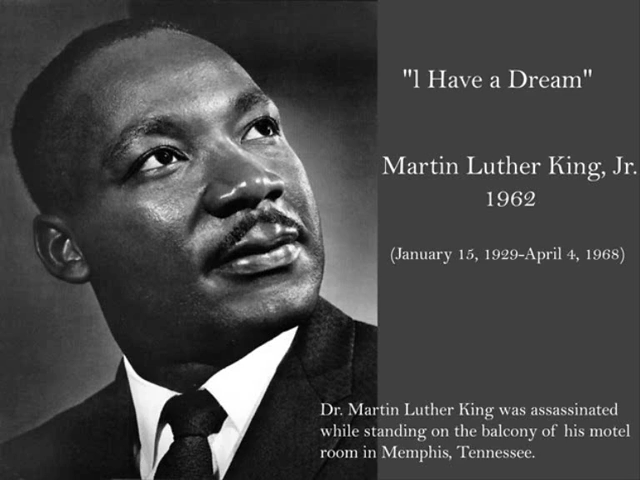 "l Have a Dream"
Martin Luther King, Jr.
1962
(January 15, 1929-April 4, 1968)
Dr. Martin Luther King was assassinated
while standing on the balcony of his motel
room in Memphis, Tennessee.